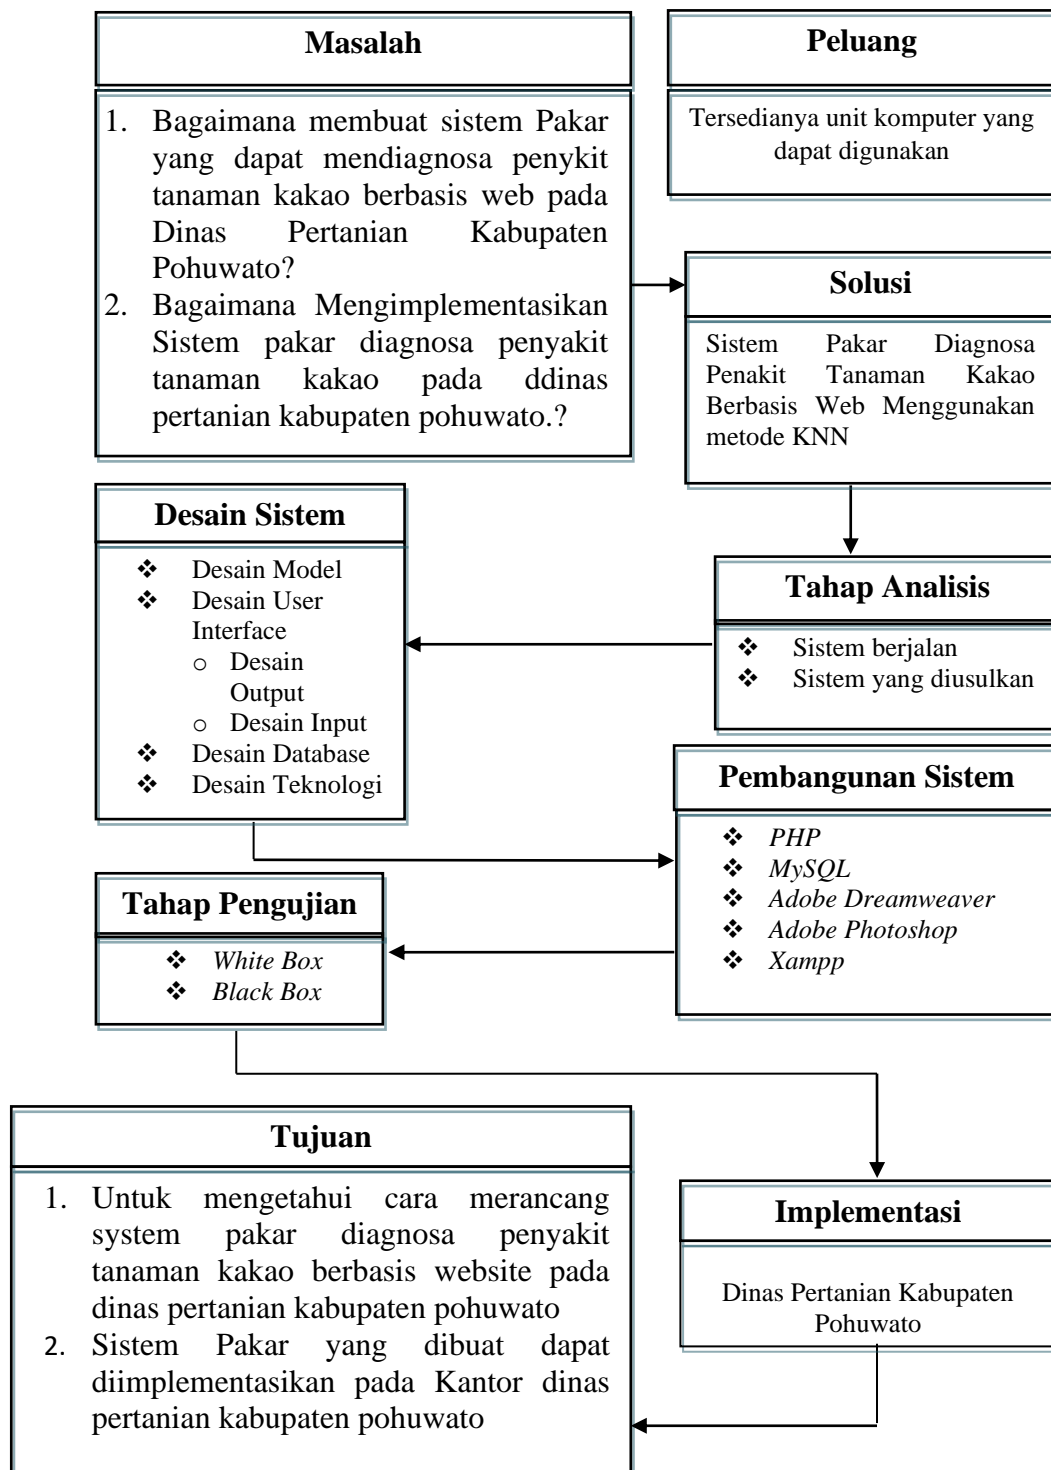 Masalah
1. Bagaimana membuat sistem Pakar
yang dapat mendiagnosa penykit
tanaman kakao berbasis web pada
Dinas Pertanian Kabupaten
Pohuwato?
2. Bagaimana Mengimplementasikan
Sistem pakar diagnosa penyakit
tanaman kakao pada ddinas
pertanian kabupaten pohuwato.?
Peluang
Tersedianya unit komputer yang
dapat digunakan
Solusi
Sistem Pakar Diagnosa
Penakit Tanaman Kakao
Berbasis Web Menggunakan
metode KNN
Tahap Analisis
❖ Sistem berjalan
❖ Sistem yang diusulkan
Desain Sistem
❖ Desain Model
❖ Desain User
Interface
o Desain
Output
o Desain Input
❖ Desain Database
❖ Desain Teknologi
Pembangunan Sistem
❖ PHP
❖ MySQL
❖ Adobe Dreamweaver
❖ Adobe Photoshop
❖ Xampp
Tahap Pengujian
❖ White Box
❖ Black Box
Implementasi
Dinas Pertanian Kabupaten
Pohuwato
Tujuan
1. Untuk mengetahui cara merancang
system pakar diagnosa penyakit
tanaman kakao berbasis website pada
dinas pertanian kabupaten pohuwato
2. Sistem Pakar yang dibuat dapat
diimplementasikan pada Kantor dinas
pertanian kabupaten pohuwato